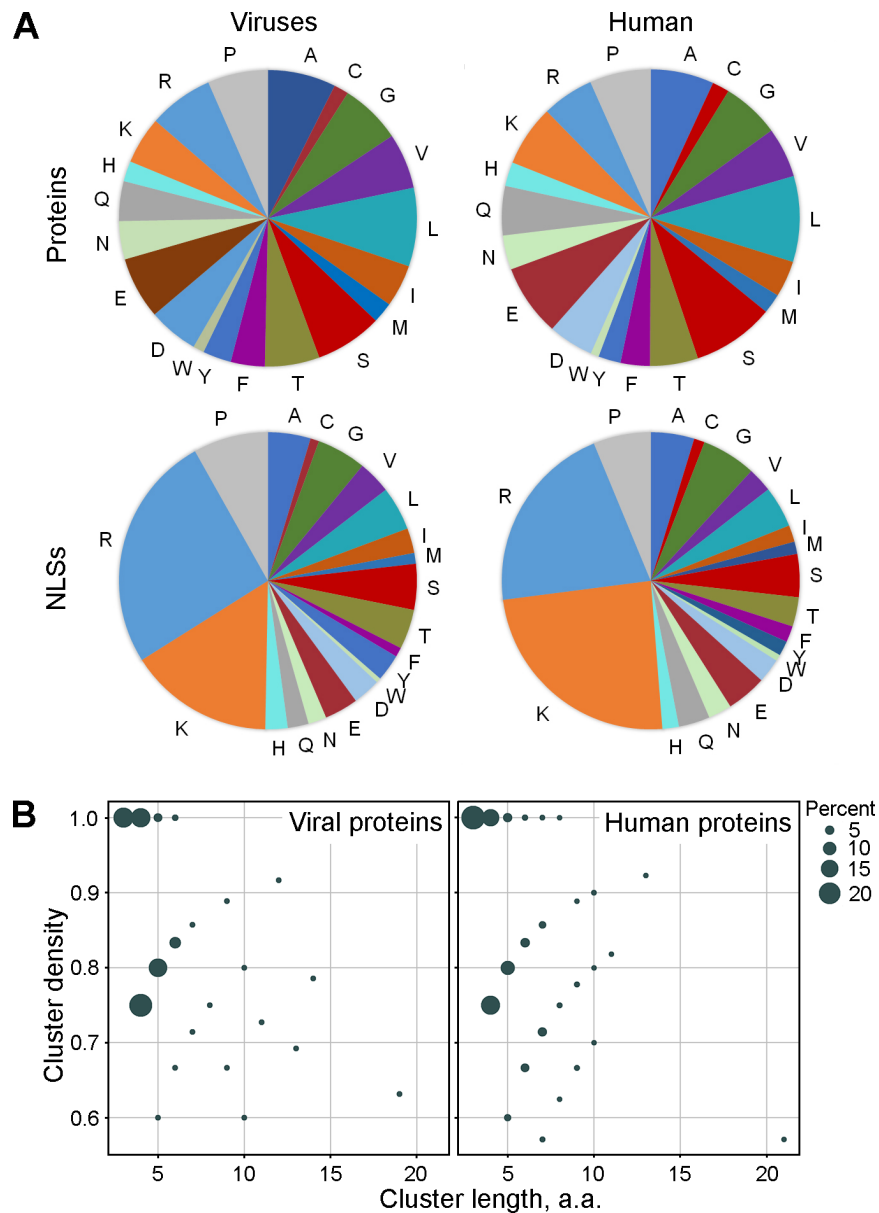 A
Viruses
Human
Proteins
P A C G V L I M S T F Y W D E N Q H K R
P A C G V L I M S T F Y W D E N Q H K R
NLSs
P A C G V L I M S T F Y W D E N Q H K R
P A C G V L I M S T F Y W D E N Q H K R
B
Cluster density
1.0
0.9
0.8
0.7
0.6
Viral proteins
Human proteins
Percent
5
10
15
20
5 10 15 20
5 10 15 20
Cluster length, a.a.